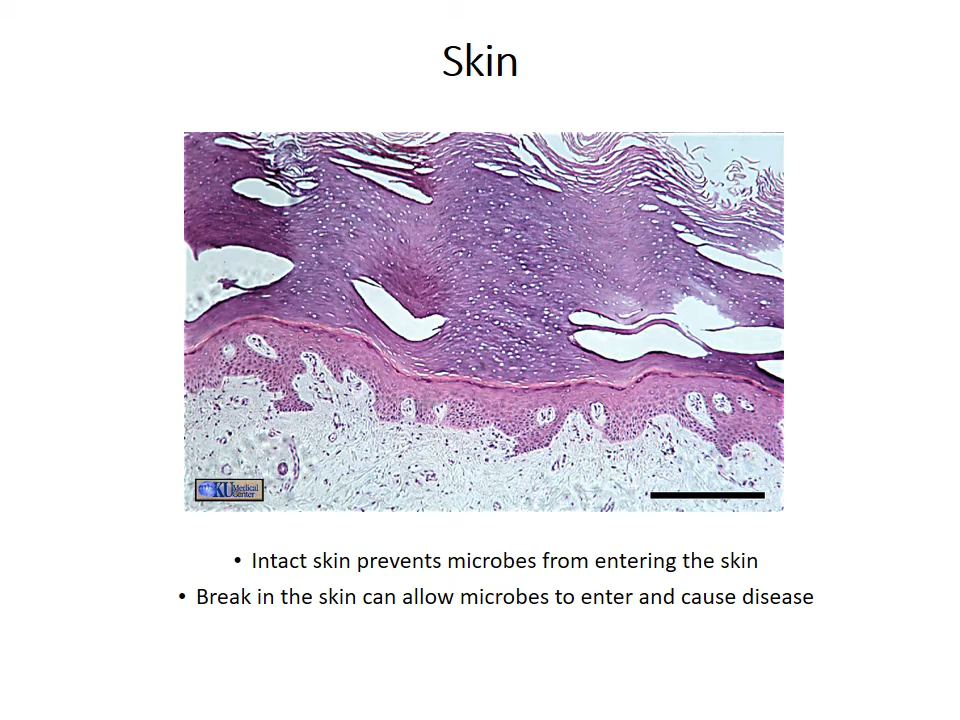 Skin
KU Medical
Center
• Intact skin prevents microbes from entering the skin
• Break in the skin can allow microbes to enter and cause disease